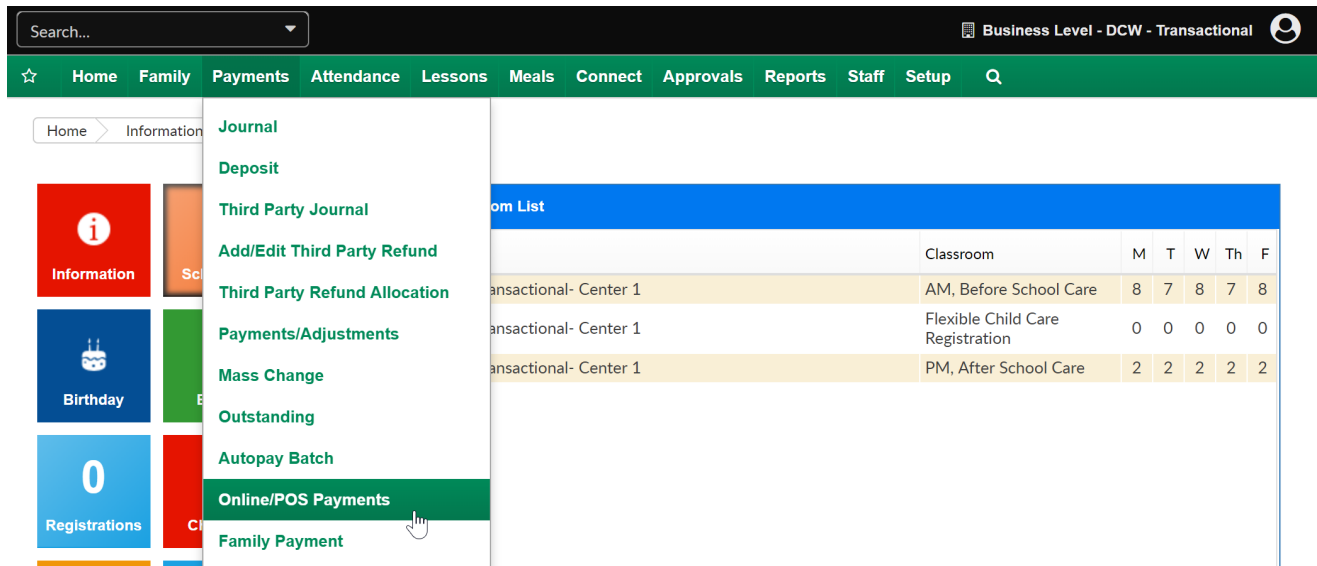 Search...
Business Level - DCW - Transactional
Home Family Payments Attendance Lessons Meals Connect Approvals Reports Staff Setup
Home Information
Journal
Deposit
Third Party Journal
Add/Edit Third Party Refund
Third Party Refund Allocation
Payments/Adjustments
Mass Change
Outstanding
Autopay Batch
Online/POS Payments
Family Payment
Information
Birthday
0
Registrations
om List
Classroom M T W Th F
ansactional- Center 1 AM, Before School Care 8 7 8 7 8
ansactional- Center 1 Flexible Child Care
Registration 0 0 0 0 0
ansactional- Center 1 PM, After School Care 2 2 2 2 2